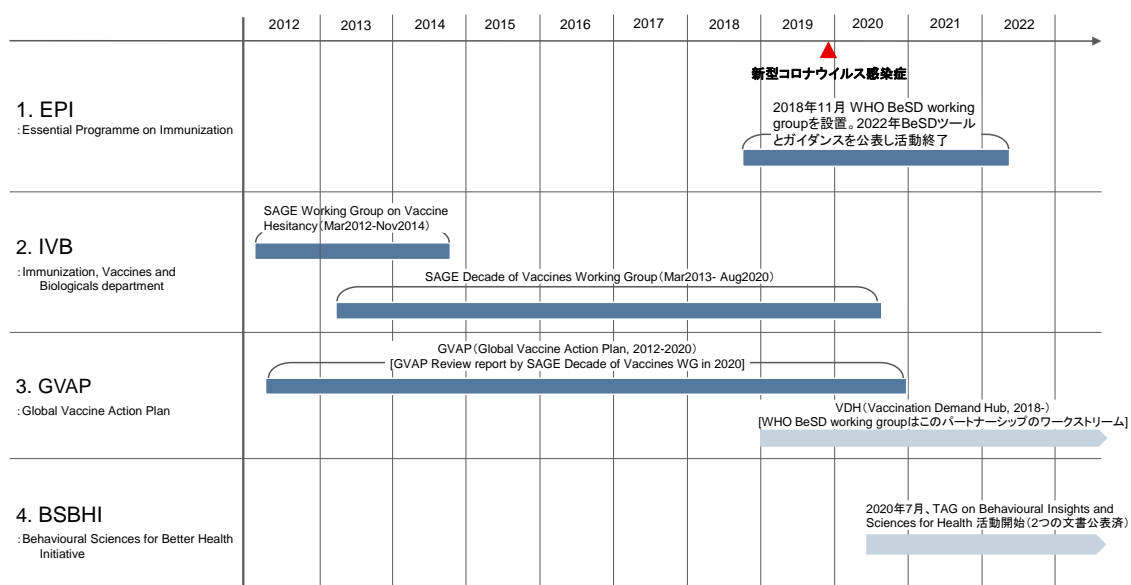 2012 2013 2014 2015 2016 2017 2018 2019 2020 2021 2022
新型コロナウイルス感染症
1. EPI
:Essential Programme on Immunization
2018年11月 WHO BeSD working
groupを設置。2022年BeSDツール
とガイダンスを公表し活動終了
2. IVB
:Immunization, Vaccines and
Biologicals department
SAGE Working Group on Vaccine
Hesitancy(Mar2012-Nov2014)
SAGE Decade of Vaccines Working Group(Mar2013- Aug2020)
3. GVAP
:Global Vaccine Action Plan
GVAP(Global Vaccine Action Plan, 2012-2020)
[GVAP Review report by SAGE Decade of Vaccines WG in 2020]
VDH(Vaccination Demand Hub, 2018-)
[WHO BeSD working groupはこのパートナーシップのワークストリーム]
4. BSBHI
:Behavioural Sciences for Better Health
Initiative
2020年7月、TAG on Behavioural Insights and
Sciences for Health 活動開始(2つの文書公表済)